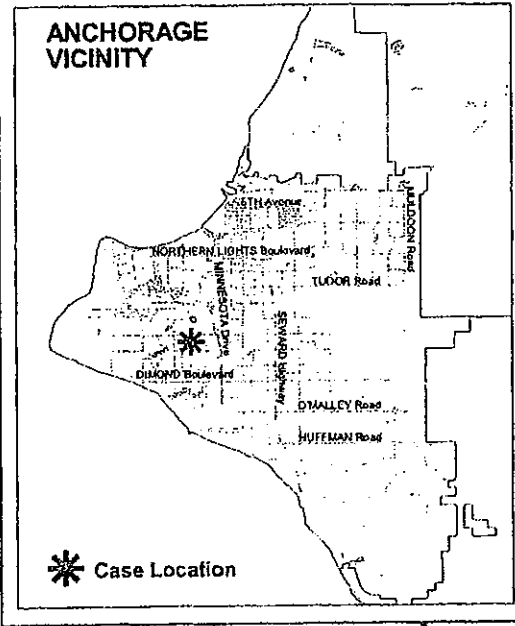 ANCHORAGE
VICINITY
5TH Avenue
MULDOON Road
NORTHERN LIGHTS Boulevard
TUDOR Road
MINNESOTA Drive
SEWARD Highway
DIMOND Boulevard
O'MALLEY Road
HUFFMAN Road
Case Location